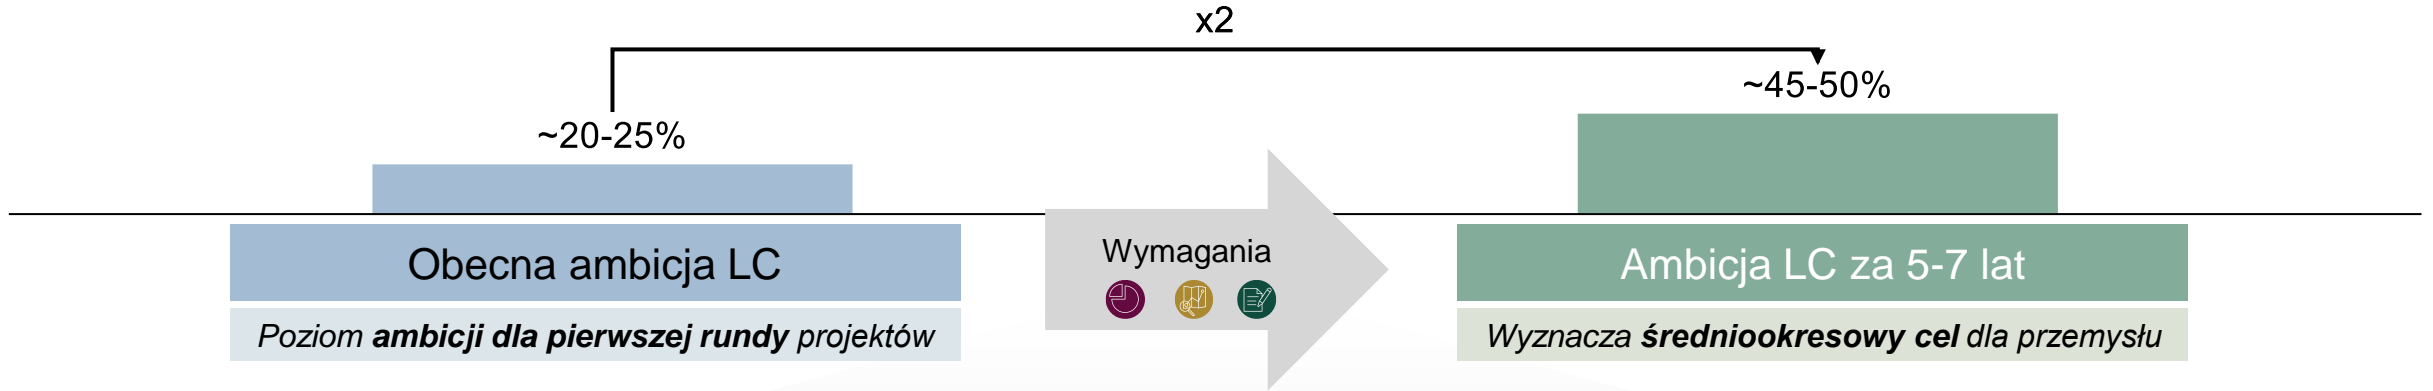 x2
~20-25%
~45-50%
Obecna ambicja LC
Poziom ambicji dla pierwszej rundy projektów
Wymagania
Ambicja LC za 5-7 lat
Wyznacza średniookresowy cel dla przemysłu